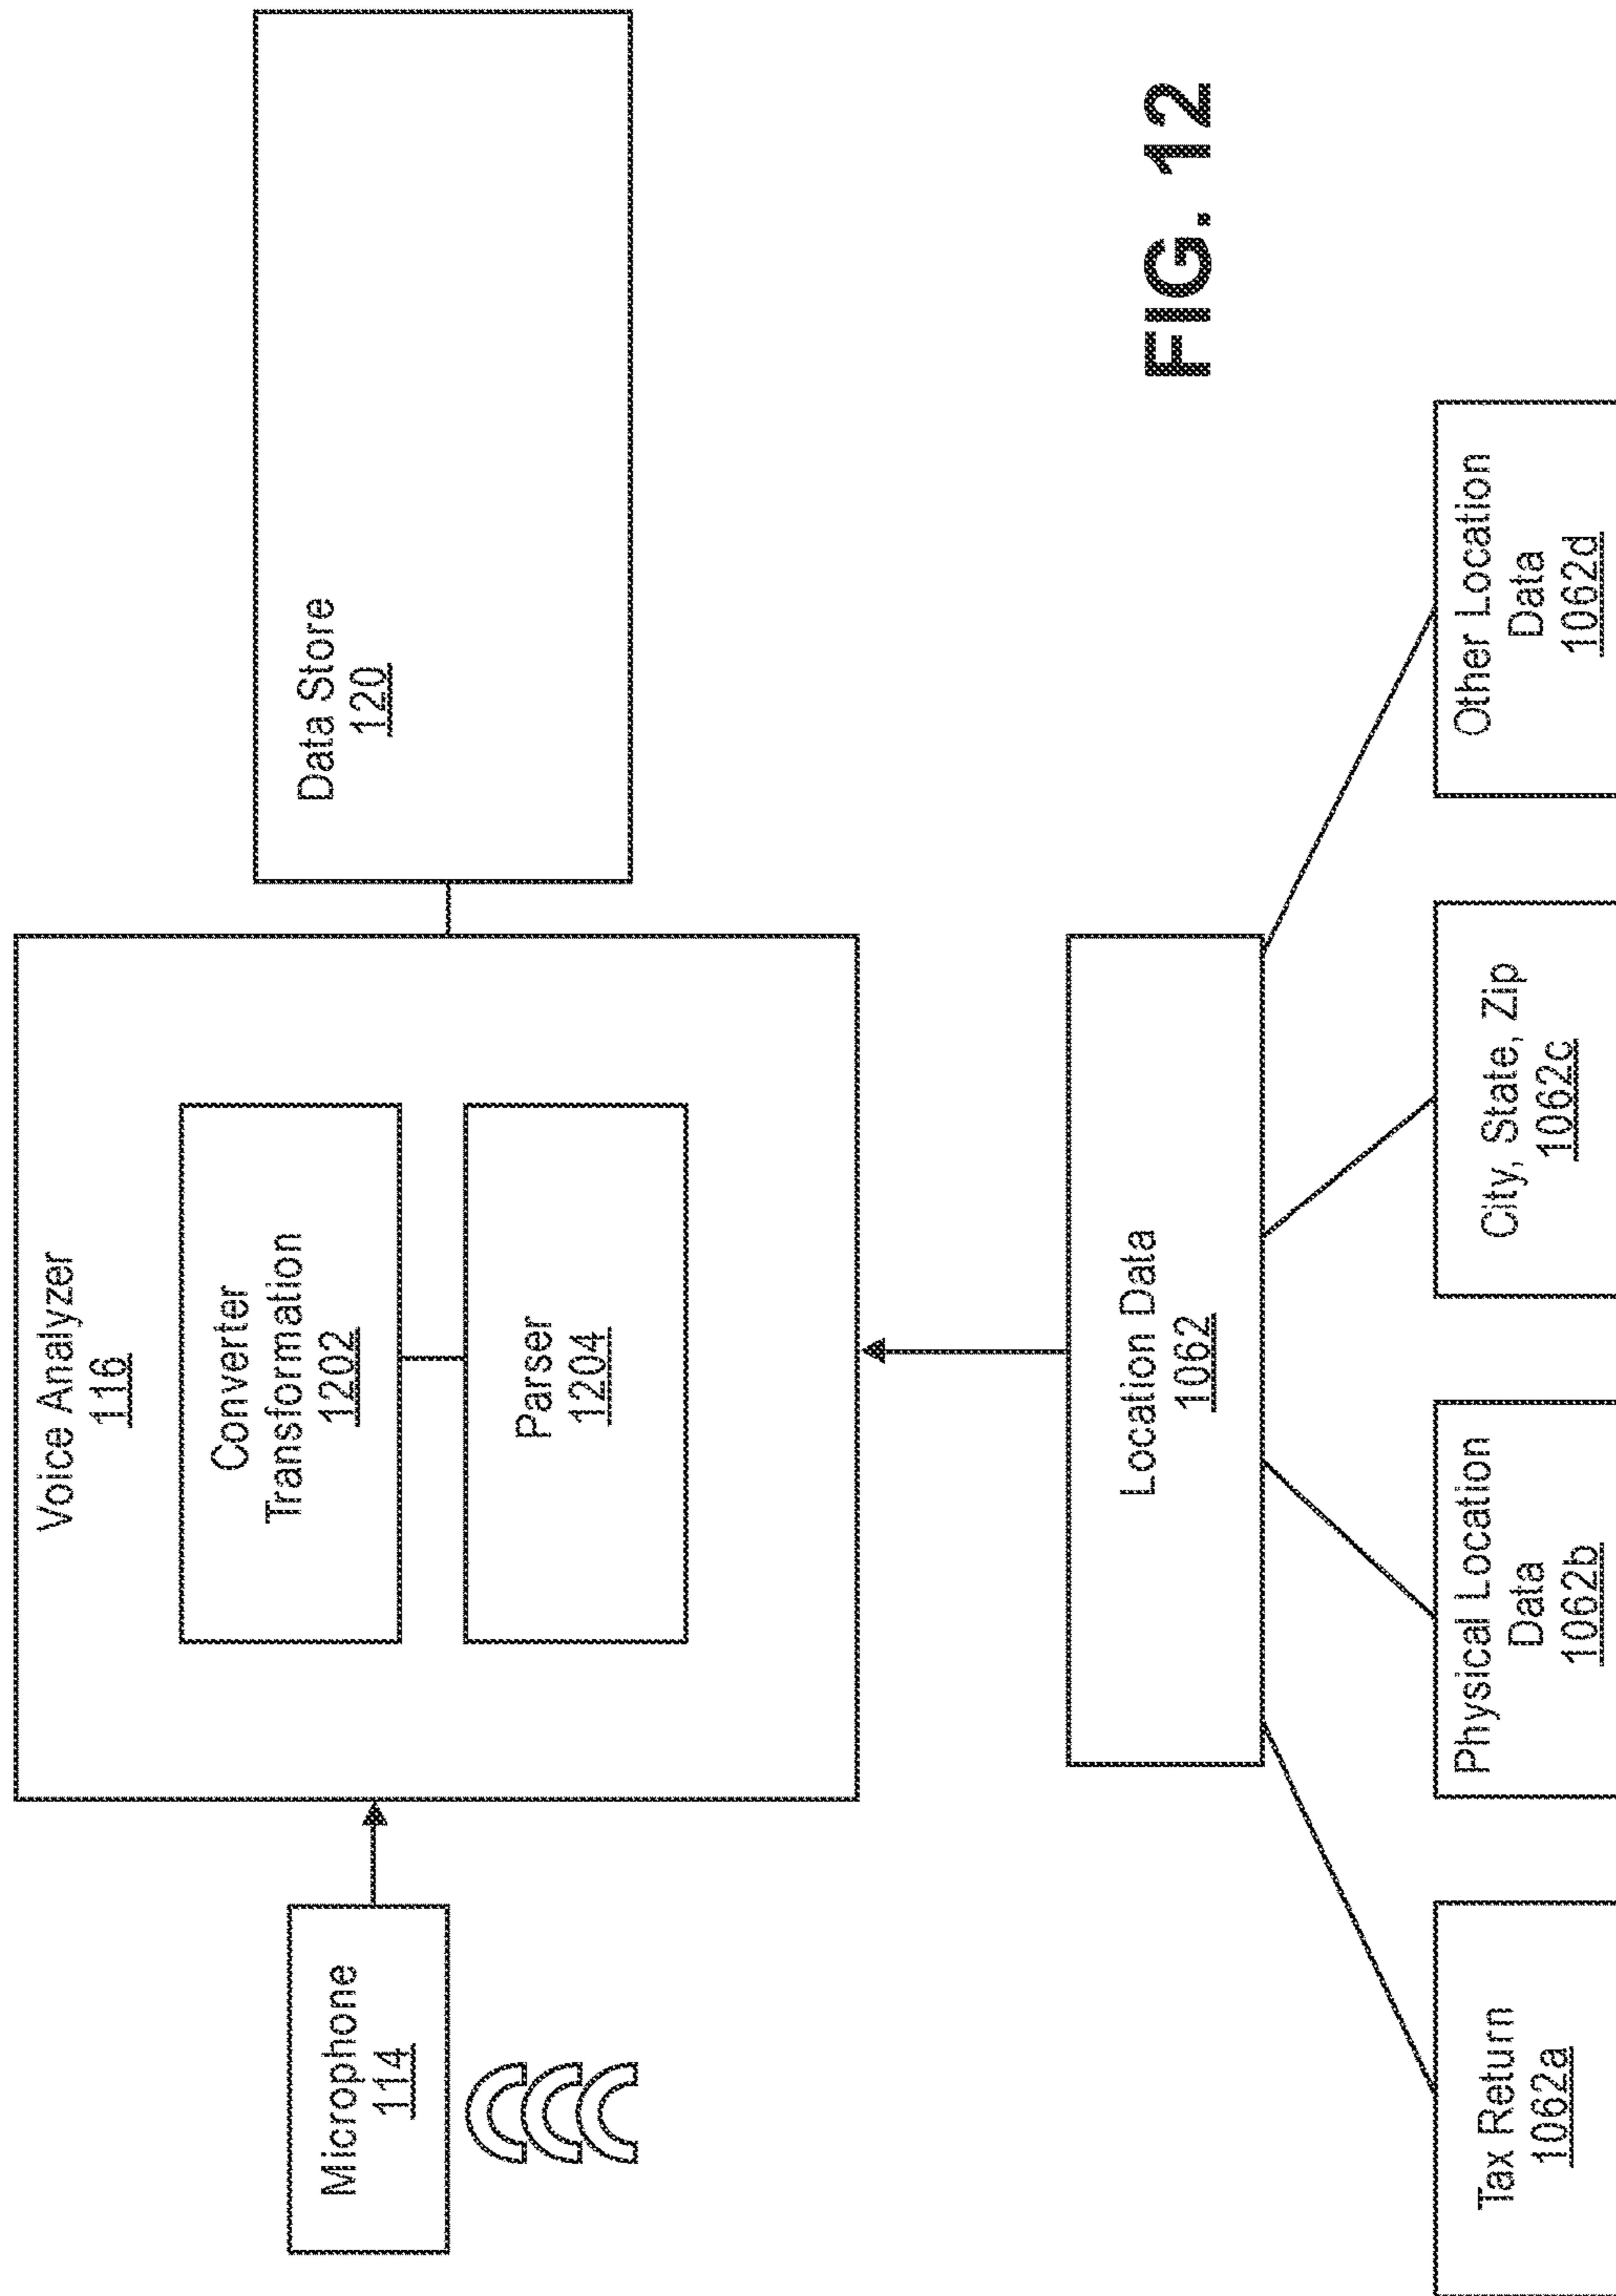 Voice Analyzer
116
Microphone
114
Converter
Transformation
1202
Parser
1204
Data Store
120
Location Data
1062
Tax Return
1062a
Physical Location
Data
1062b
City, State, Zip
1062c
Other Location
Data
1062d
FIG. 12